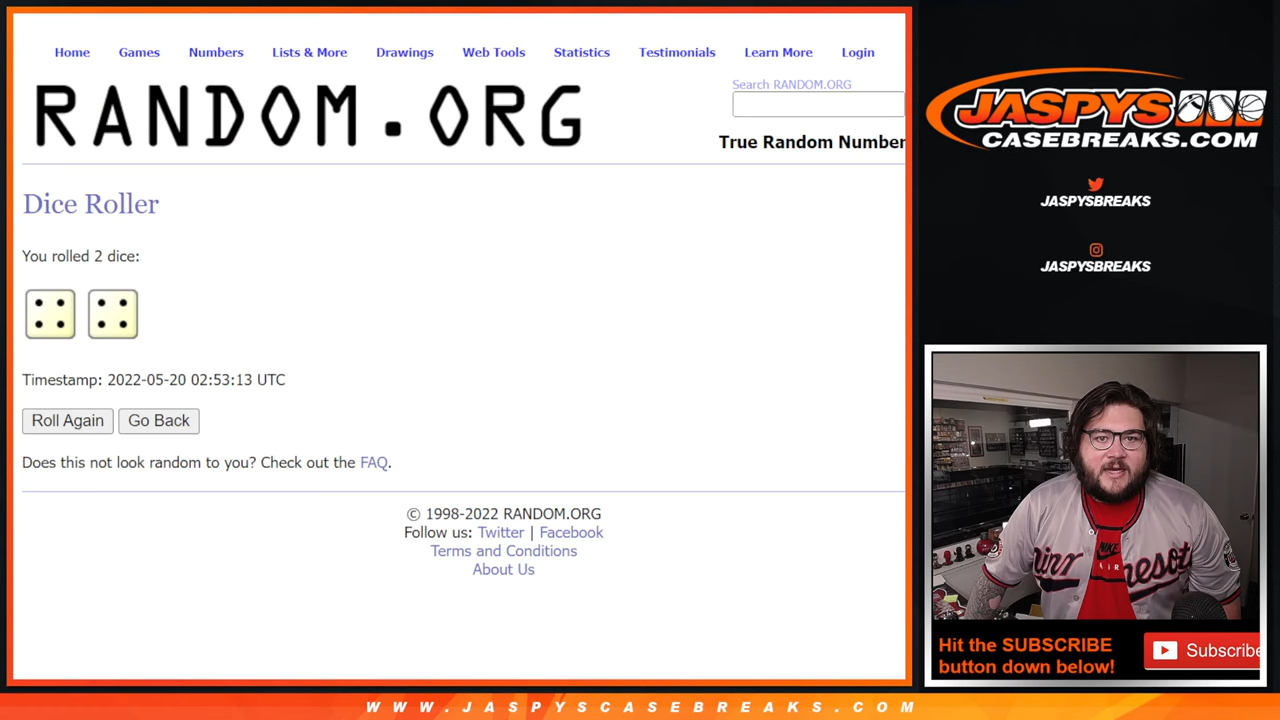 Home Games Numbers Lists & More Drawings Web Tools Statistics Testimonials Learn More Login
RANDOM.ORG
Search RANDOM.ORG
True Random Number
Dice Roller
You rolled 2 dice:
Timestamp: 2022-05-20 02:53:13 UTC
Roll Again Go Back
Does this not look random to you? Check out the FAQ.
© 1998-2022 RANDOM.ORG
Follow us: Twitter | Facebook
Terms and Conditions
About Us
JASPYS
CASEBREAKS.COM
JASPYSBREAKS
JASPYSBREAKS
NIKE
AIR
Hit the SUBSCRIBE
button down below!
Subscribe
WWW.JASPYSCASEBREAKS.COM